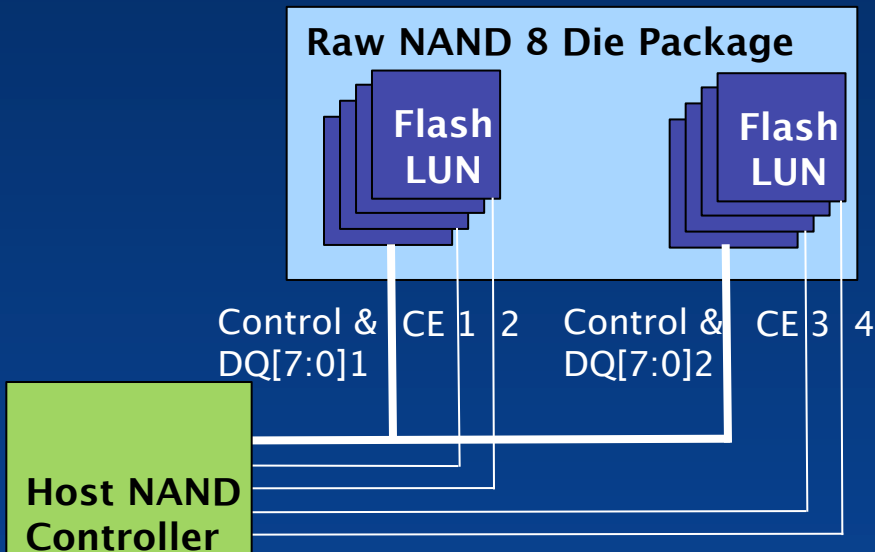 Raw NAND 8 Die Package
Flash
LUN
Flash
LUN
Control &
DQ[7:0]1
CE 1 2
Control &
DQ[7:0]2
CE 3 4
Host NAND
Controller